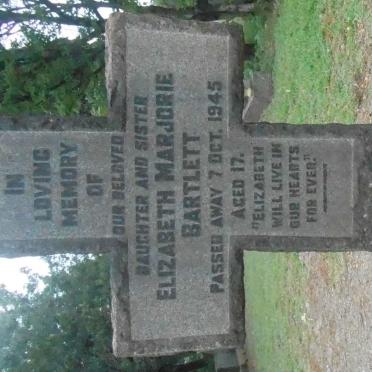 IN
LOVING
MEMORY
OF
OUR BELOVED
DAUGHTER AND SISTER
ELIZABETH MARJORIE
BARTLETT
PASSED AWAY 7 OCT. 1945
AGED 17.
"ELIZABETH
WILL LIVE IN
OUR HEARTS
FOR EVER."